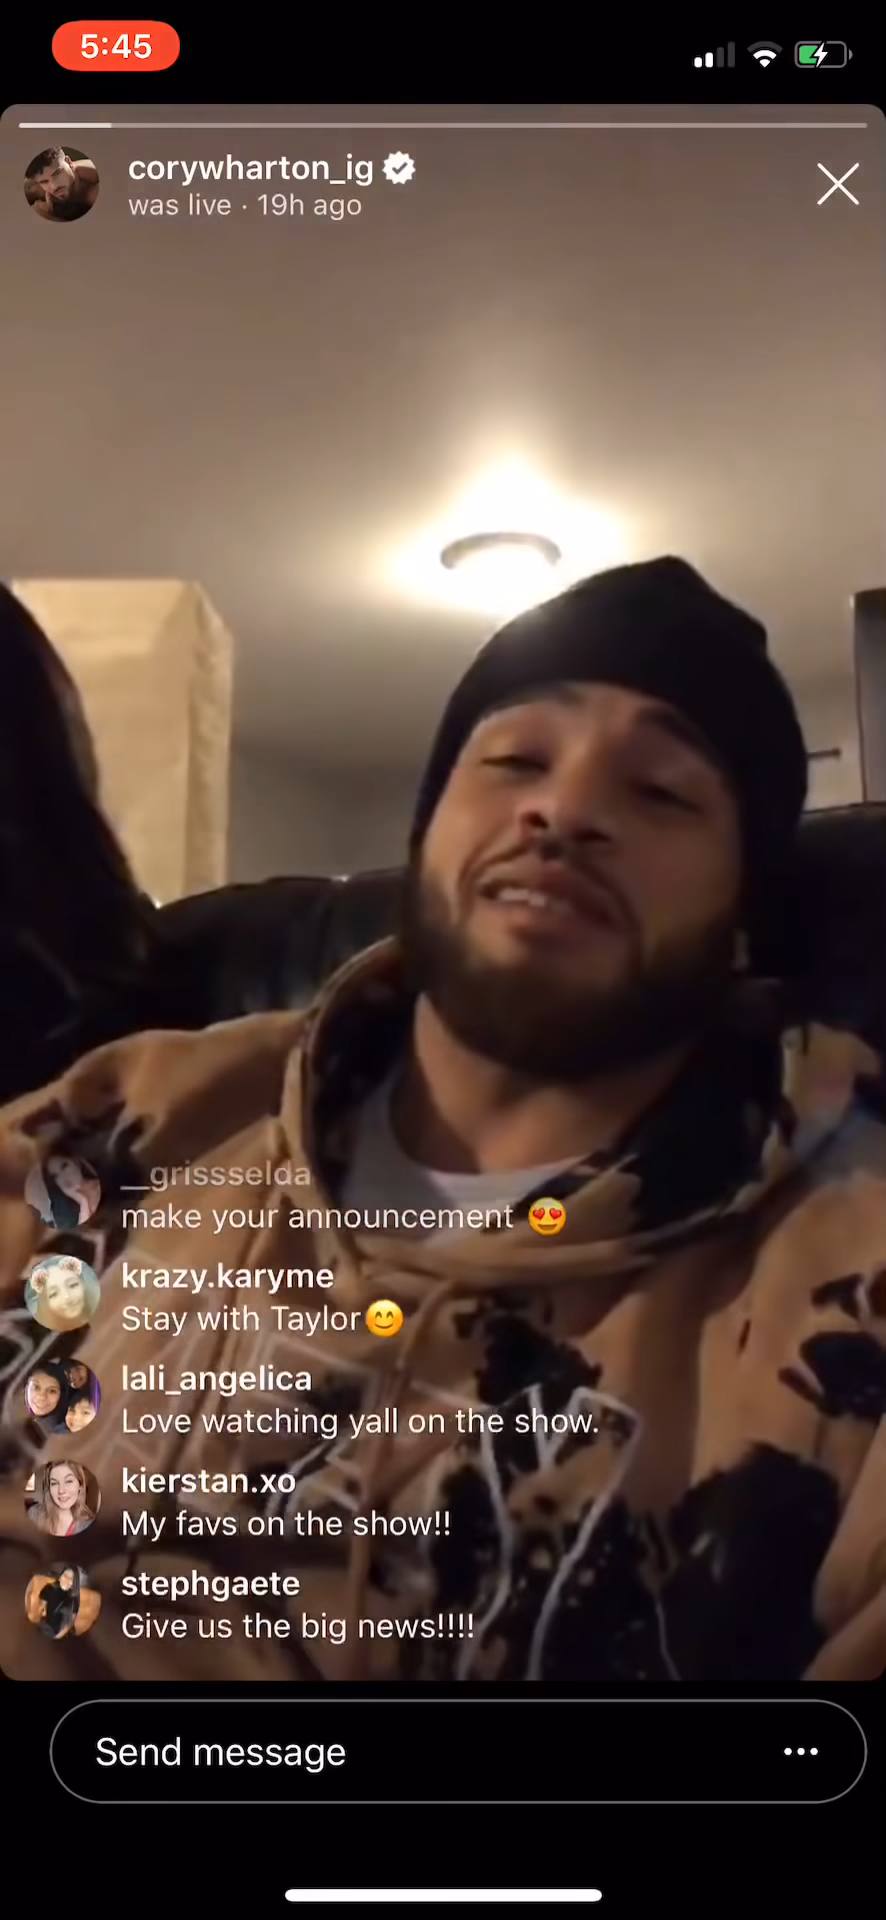 5:45
corywharton_ig
was live · 19h ago
__grissselda
make your announcement 😍
krazy.karyme
Stay with Taylor😊
lali_angelica
Love watching yall on the show.
kierstan.xo
My favs on the show!!
stephgaete
Give us the big news!!!!
Send message